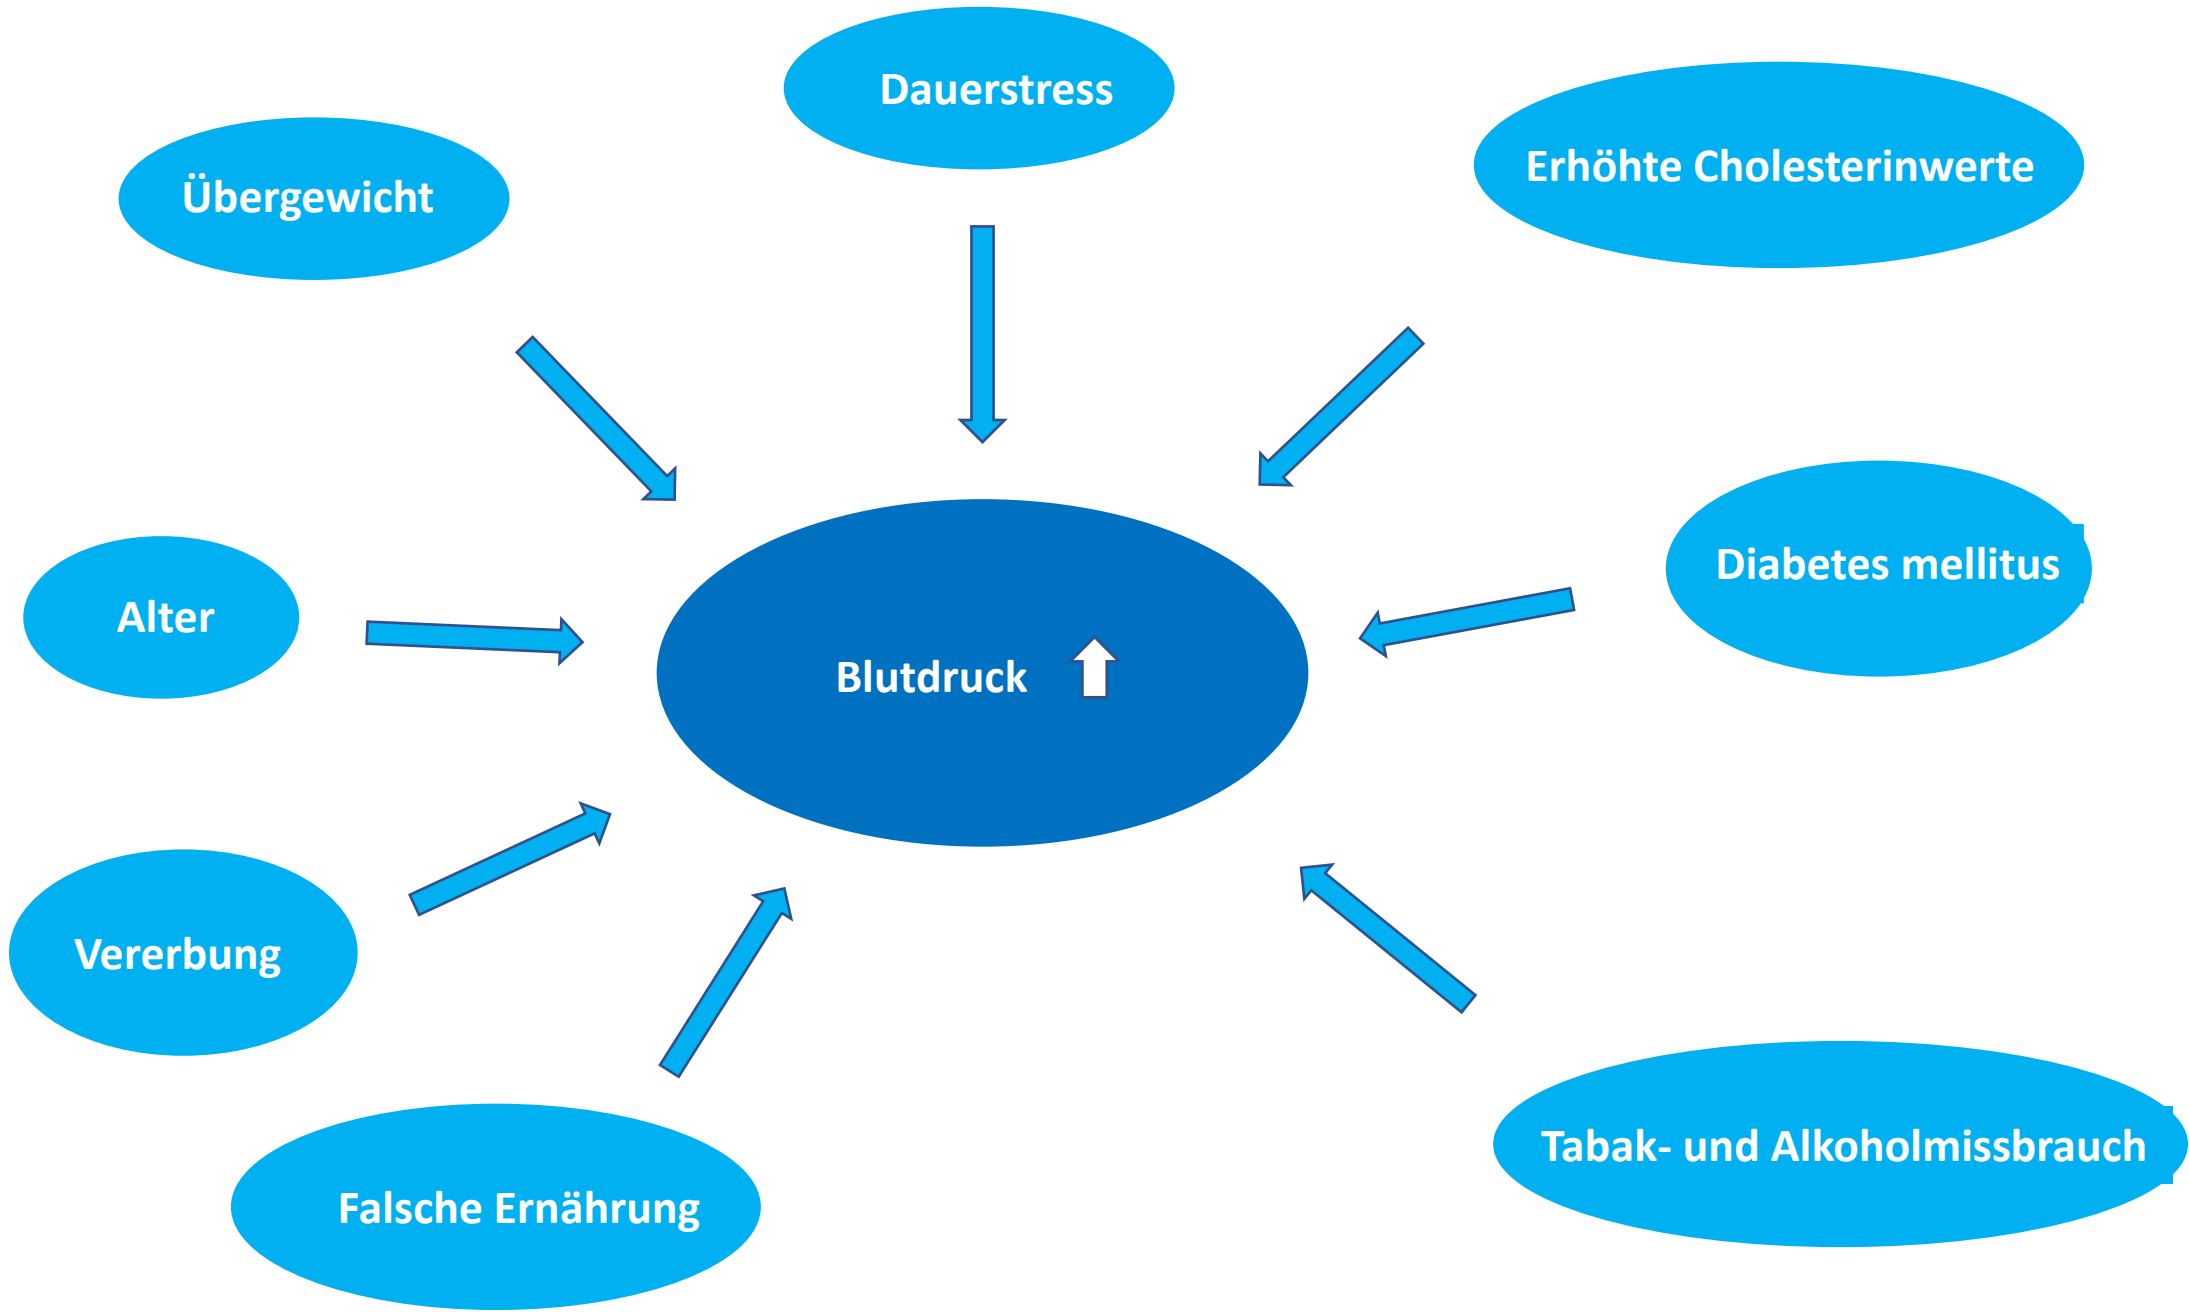 Dauerstress
Erhöhte Cholesterinwerte
Übergewicht
Diabetes mellitus
Alter
Blutdruck
Vererbung
Tabak- und Alkoholmissbrauch
Falsche Ernährung